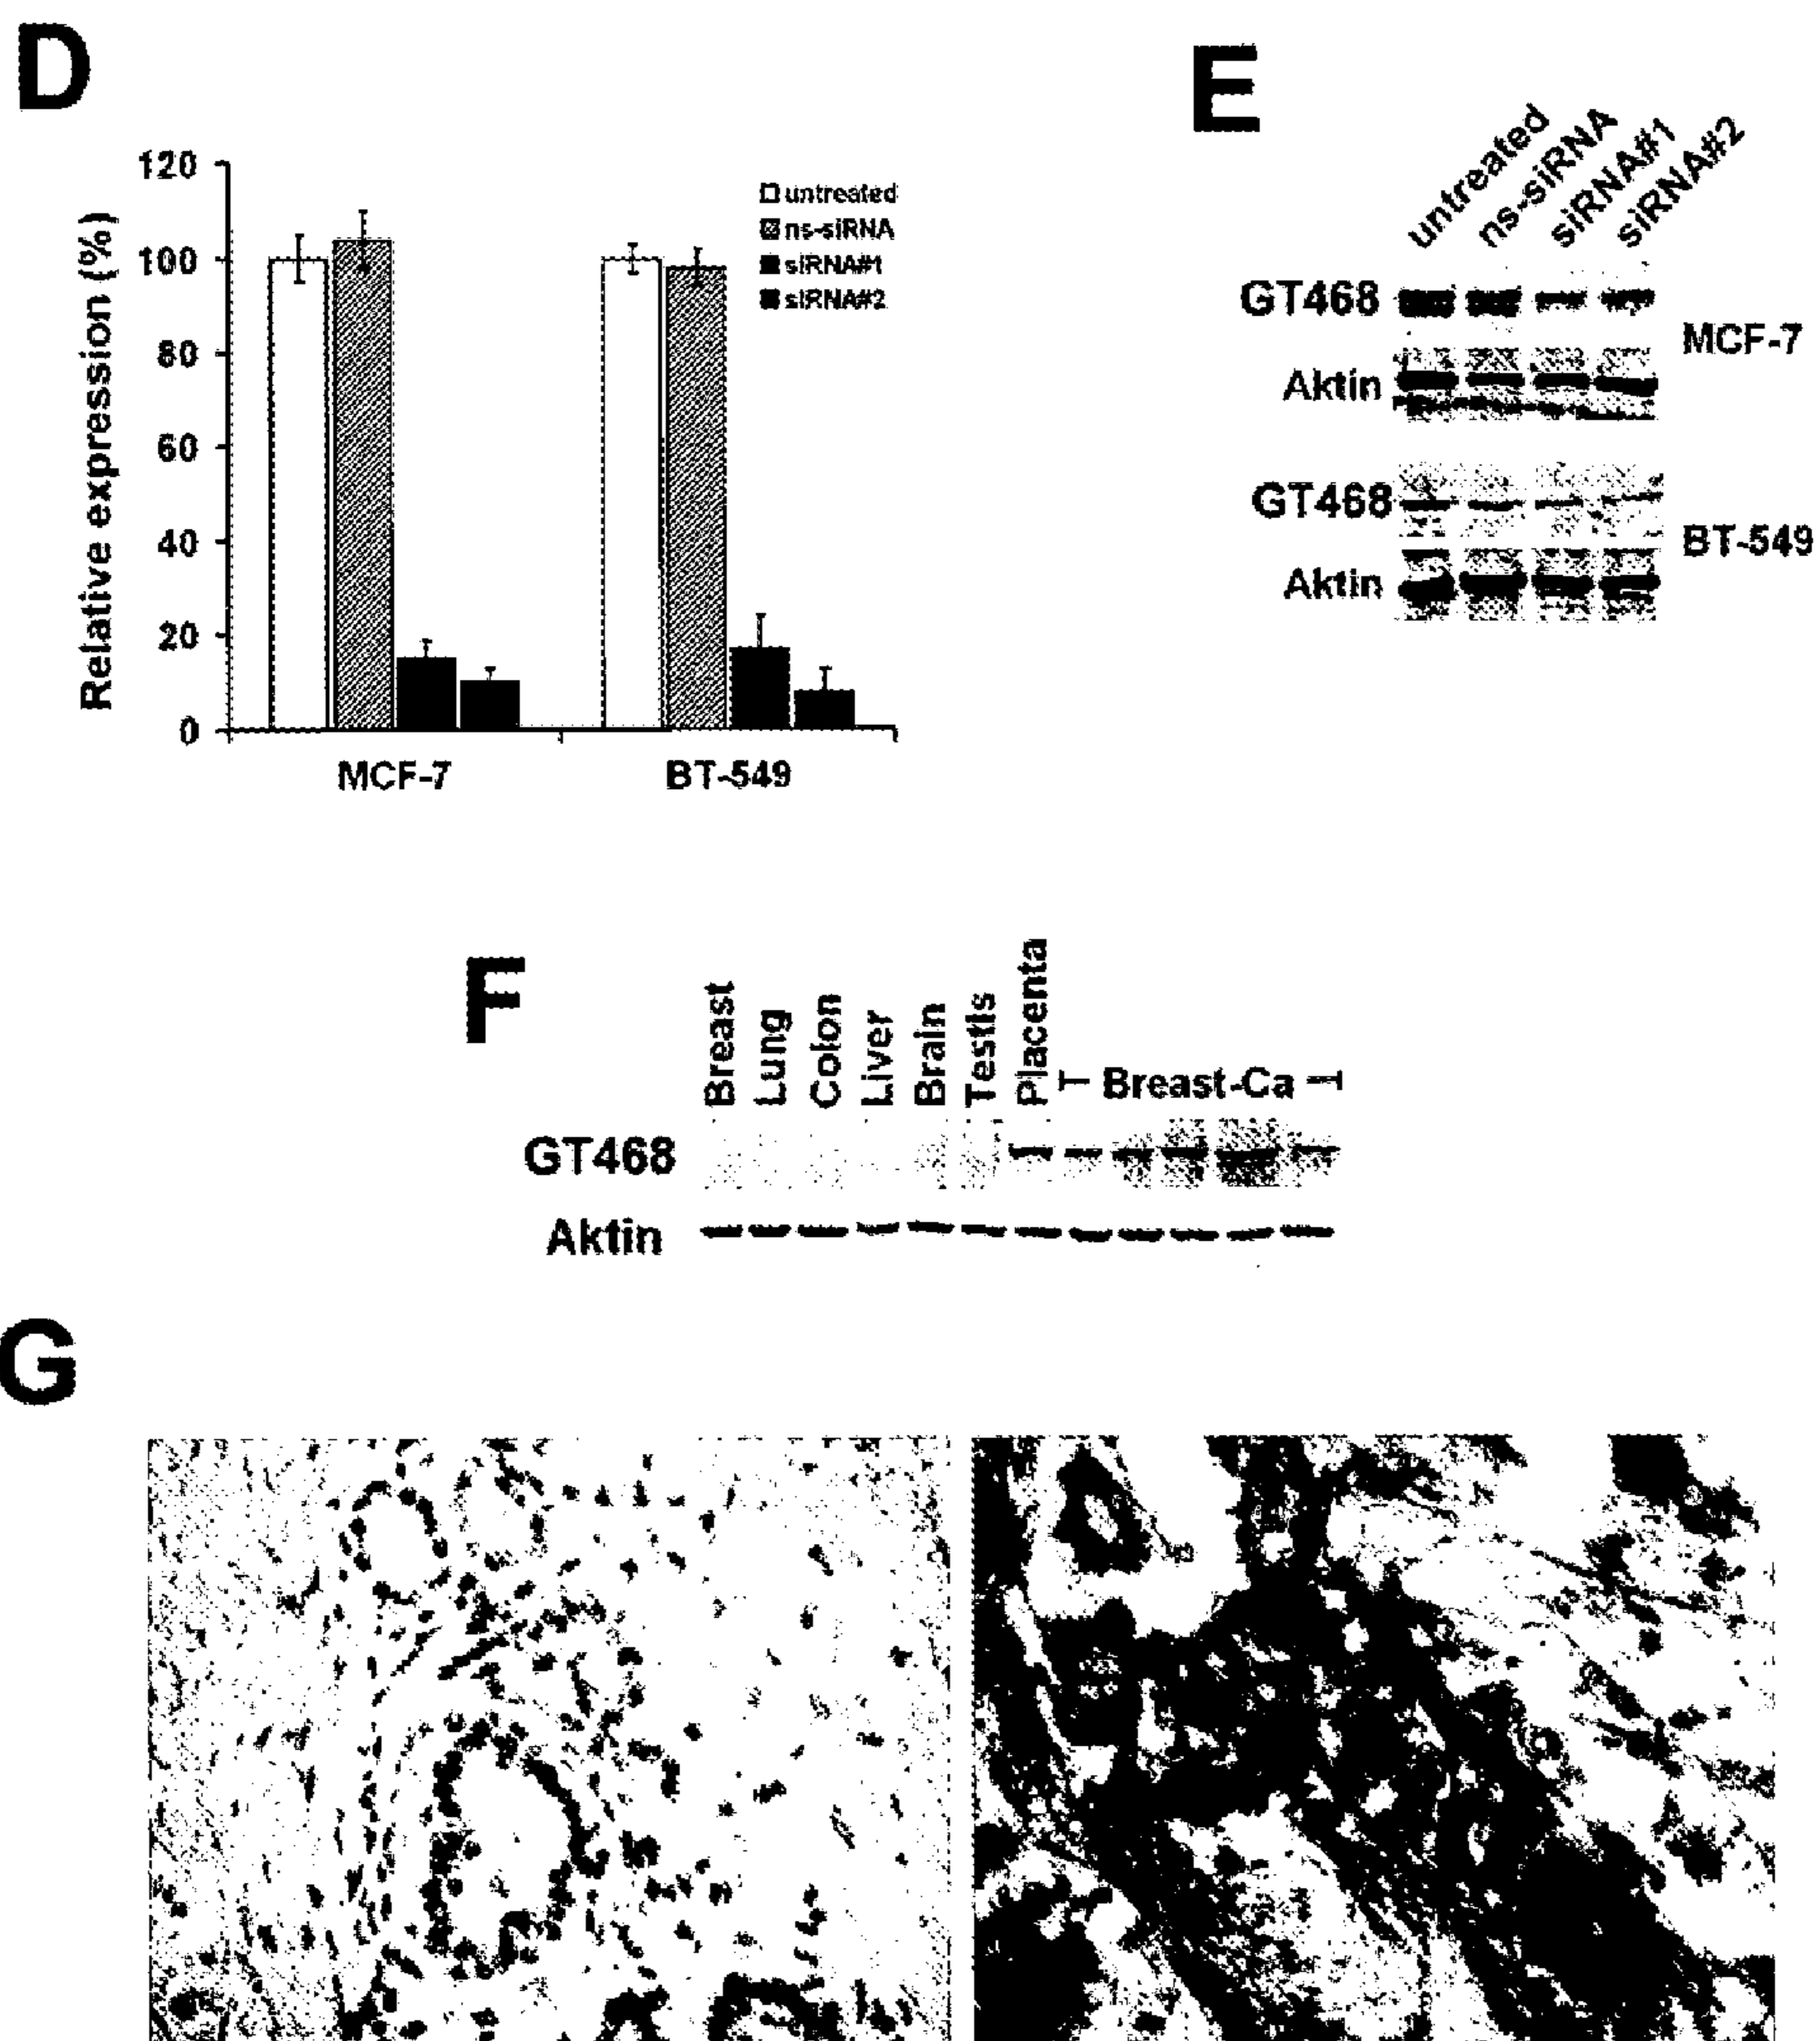 D
120
100
80
60
40
20
0
Relative expression (%)
untreated
ns-siRNA
siRNA#1
siRNA#2
MCF-7
BT-549
E
untreated
ns-siRNA
siRNA#1
siRNA#2
GT468
MCF-7
Aktin
GT468
BT-549
Aktin
F
Breast
Lung
Colon
Liver
Brain
Testis
Placenta
Breast-Ca
GT468
Aktin
G